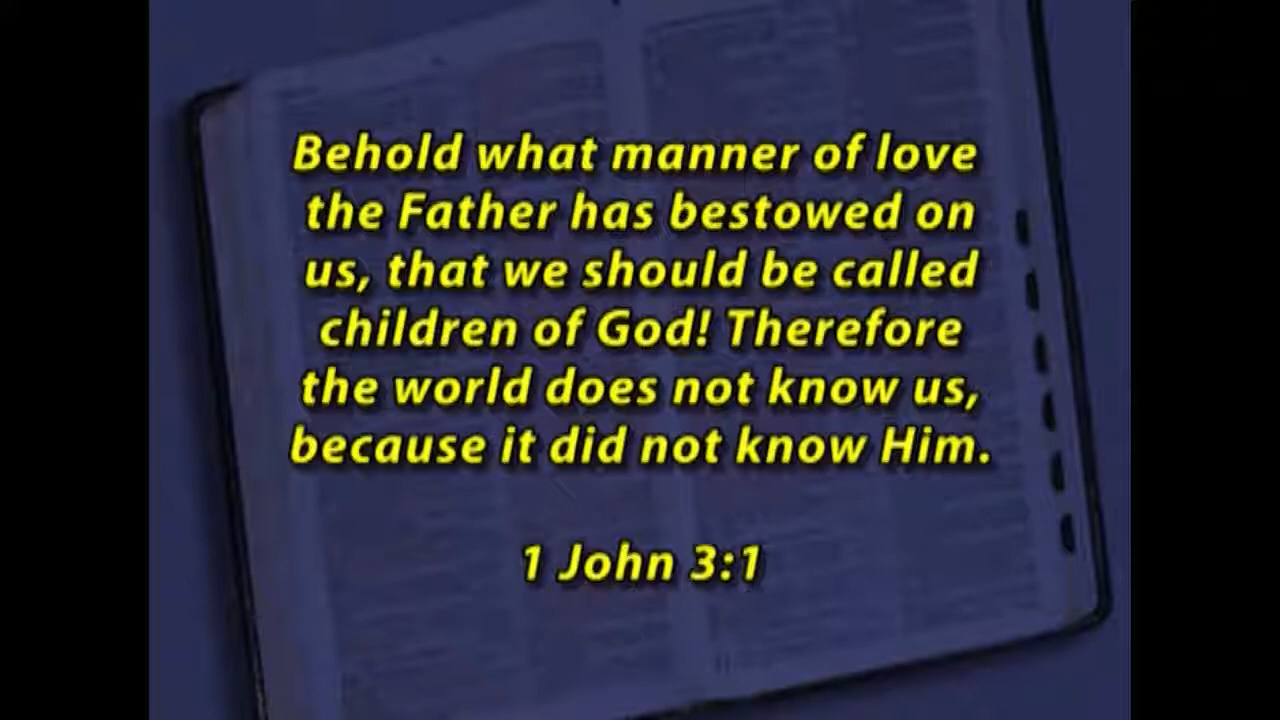 Behold what manner of love
the Father has bestowed on
us, that we should be called
children of God! Therefore
the world does not know us,
because it did not know Him.
1 John 3:1